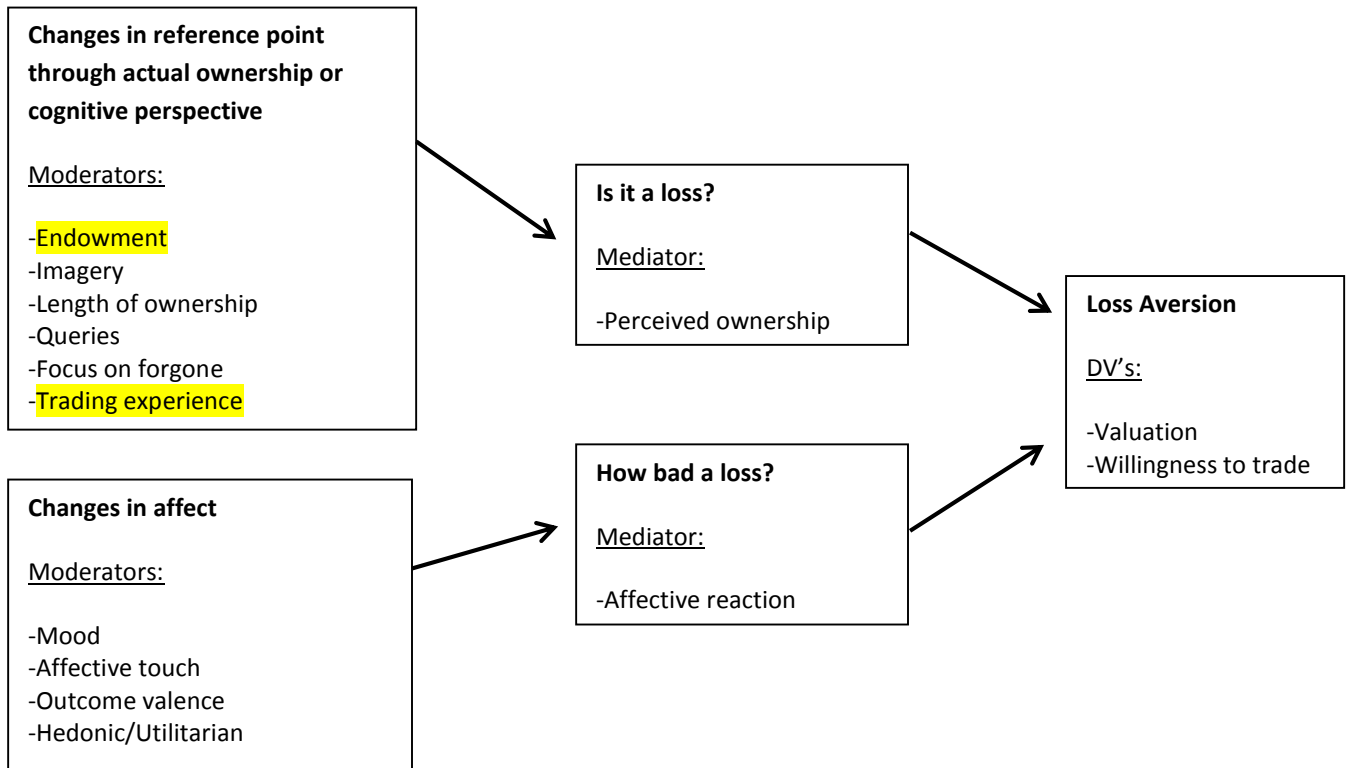 Changes in reference point
through actual ownership or
cognitive perspective
Moderators:
-Endowment
-Imagery
-Length of ownership
-Queries
-Focus on forgone
-Trading experience
Changes in affect
Moderators:
-Mood
-Affective touch
-Outcome valence
-Hedonic/Utilitarian
Is it a loss?
Mediator:
-Perceived ownership
How bad a loss?
Mediator:
-Affective reaction
Loss Aversion
DV’s:
-Valuation
-Willingness to trade